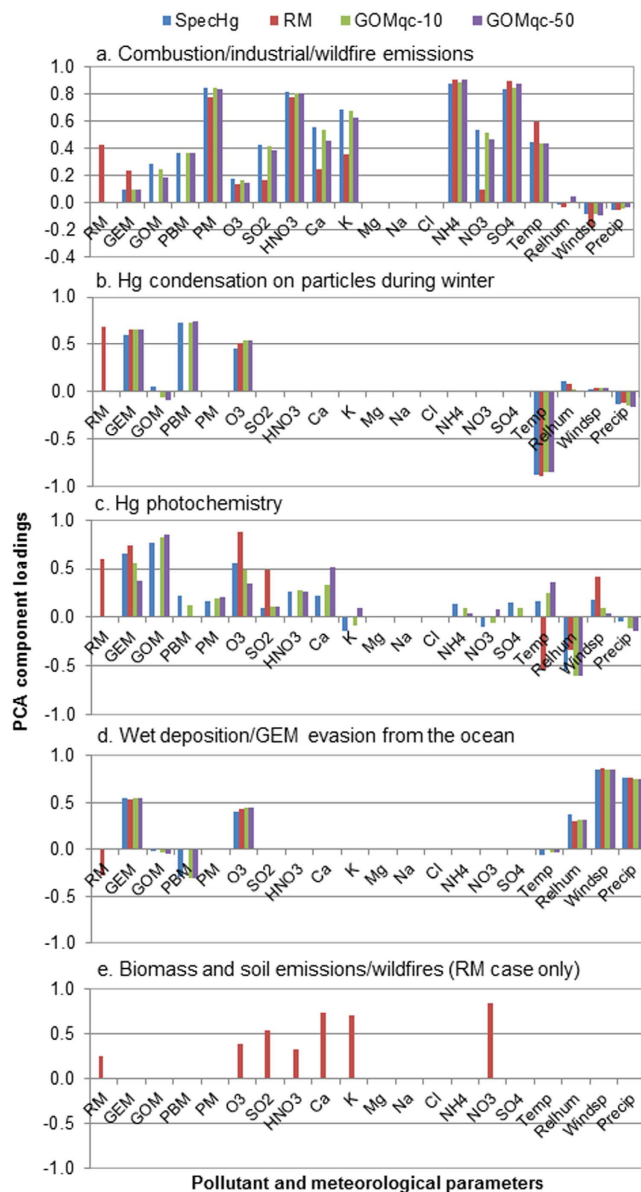 SpecHg RM GOMqc-10 GOMqc-50
a. Combustion/industrial/wildfire emissions
1.0
0.8
0.6
0.4
0.2
0.0
-0.2
-0.4
RM GEM GOM PBM PM O3 SO2 HNO3 Ca K Mg Na Cl NH4 NO3 SO4 Temp Relhum Windsp Precip
b. Hg condensation on particles during winter
1.0
0.5
0.0
-0.5
-1.0
RM GEM GOM PBM PM O3 SO2 HNO3 Ca K Mg Na Cl NH4 NO3 SO4 Temp Relhum Windsp Precip
c. Hg photochemistry
1.0
0.5
0.0
-0.5
-1.0
RM GEM GOM PBM PM O3 SO2 HNO3 Ca K Mg Na Cl NH4 NO3 SO4 Temp Relhum Windsp Precip
PCA component loadings
d. Wet deposition/GEM evasion from the ocean
1.0
0.5
0.0
-0.5
-1.0
RM GEM GOM PBM PM O3 SO2 HNO3 Ca K Mg Na Cl NH4 NO3 SO4 Temp Relhum Windsp Precip
e. Biomass and soil emissions/wildfires (RM case only)
1.0
0.5
0.0
-0.5
-1.0
RM GEM GOM PBM PM O3 SO2 HNO3 Ca K Mg Na Cl NH4 NO3 SO4 Temp Relhum Windsp Precip
Pollutant and meteorological parameters